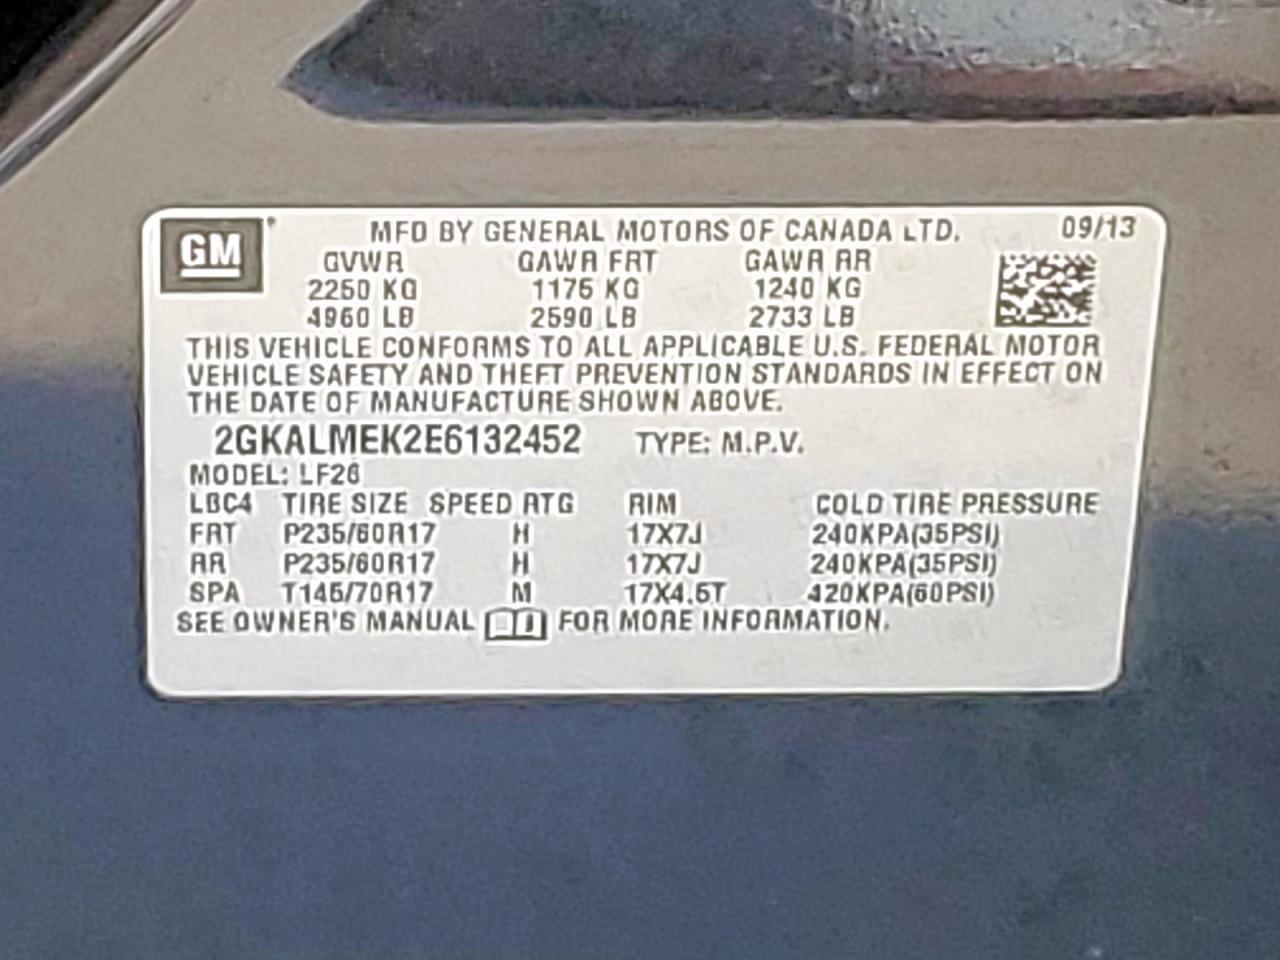 GM
MFD BY GENERAL MOTORS OF CANADA LTD. 09/13
GVWR GAWR FRT GAWR RR
2250 KG 1175 KG 1240 KG
4960 LB 2590 LB 2733 LB
THIS VEHICLE CONFORMS TO ALL APPLICABLE U.S. FEDERAL MOTOR
VEHICLE SAFETY AND THEFT PREVENTION STANDARDS IN EFFECT ON
THE DATE OF MANUFACTURE SHOWN ABOVE.
2GKALMEK2E6132452 TYPE: M.P.V.
MODEL: LF26
LBC4 TIRE SIZE SPEED RTG RIM COLD TIRE PRESSURE
FRT P235/60R17 H 17X7J 240KPA(35PSI)
RR P235/60R17 H 17X7J 240KPA(35PSI)
SPA T145/70R17 M 17X4.5T 420KPA(60PSI)
SEE OWNER'S MANUAL FOR MORE INFORMATION.